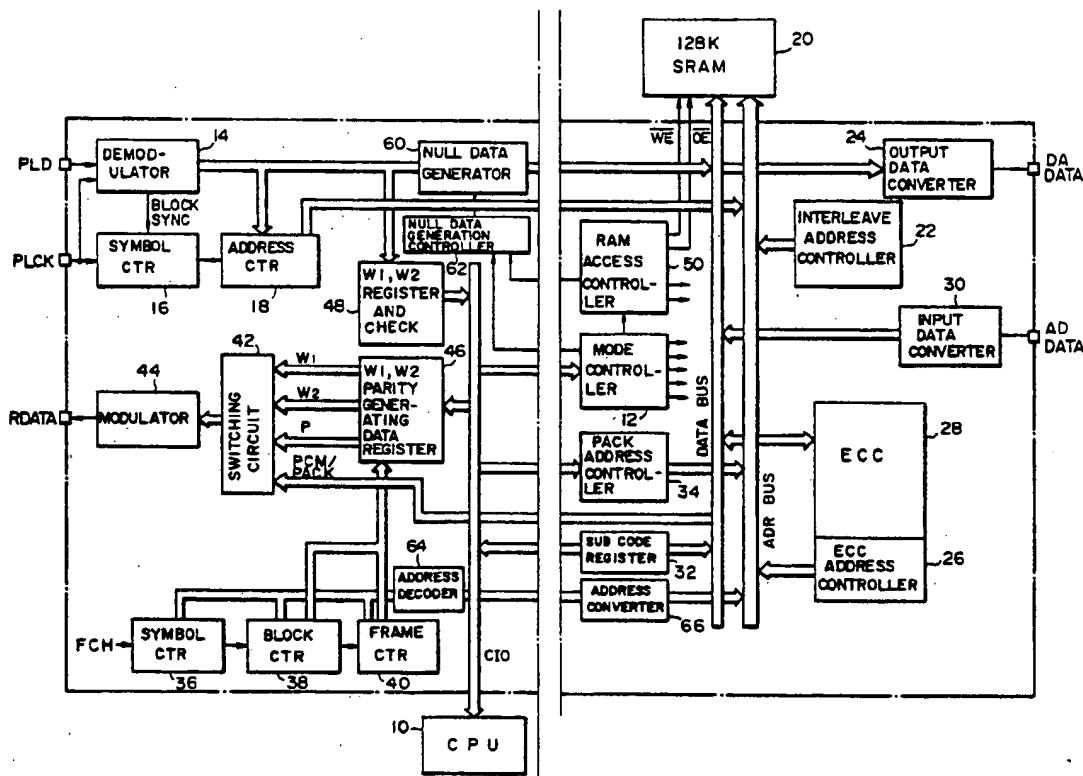 128K
SRAM
20
WE
OE
PLD
14
DEMOD-
ULATOR
60
NULL DATA
GENERATOR
24
OUTPUT
DATA
CONVERTER
DA
DATA
BLOCK
SYNC
NULL DATA
GENERATION
CONTROLLER
62
RAM
ACCESS
CONTROL-
LER
50
INTERLEAVE
ADDRESS
CONTROLLER
22
PLCK
SYMBOL
CTR
16
ADDRESS
CTR
18
48
W1, W2
REGISTER
AND
CHECK
30
INPUT
DATA
CONVERTER
AD
DATA
42
SWITCHING
CIRCUIT
W1
W2
P
PCM/
PACK
46
W1, W2
PARITY
GENER-
ATING
DATA
REGISTER
MODE
CONTROL-
LER
12
DATA BUS
ADR BUS
44
RDATA
MODULATOR
PACK
ADDRESS
CONTROL-
LER
34
28
ECC
64
ADDRESS
DECODER
SUB CODE
REGISTER
32
ECC
ADDRESS
CONTROLLER
26
ADDRESS
CONVERTER
66
FCH
SYMBOL
CTR
36
BLOCK
CTR
38
FRAME
CTR
40
CIO
10
CPU